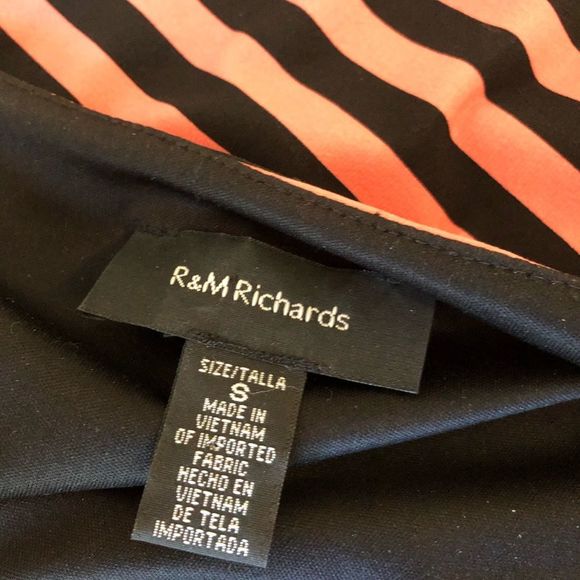 R&M Richards
SIZE/TALLA
S
MADE IN
VIETNAM
OF IMPORTED
FABRIC
HECHO EN
VIETNAM
DE TELA
IMPORTADA